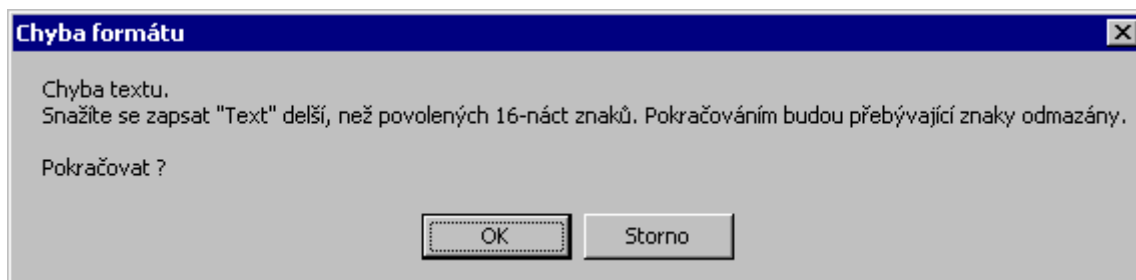 Chyba formátu
Chyba textu.
Snažíte se zapsat "Text" delší, než povolených 16-náct znaků. Pokračováním budou přebývající znaky odmazány.
Pokračovat ?
OK Storno